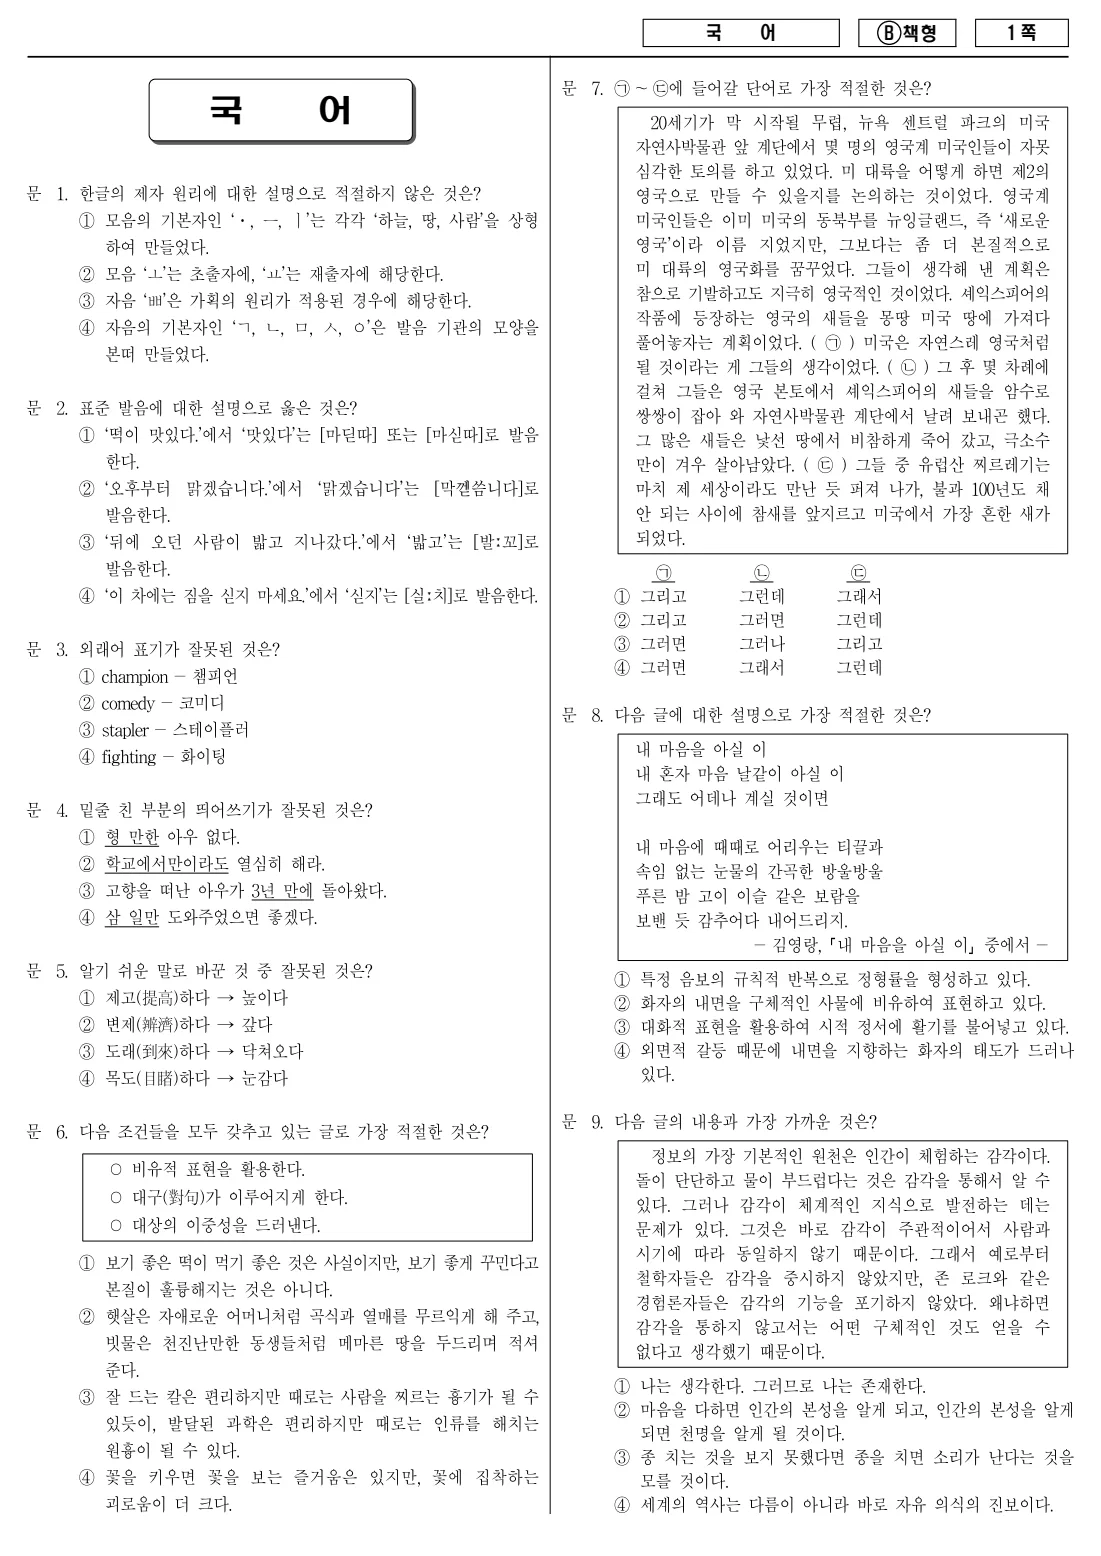 국 어
Ⓑ책형
1쪽
국 어
문 1. 한글의 제자 원리에 대한 설명으로 적절하지 않은 것은?
① 모음의 기본자인 ‘ㆍ, ㅡ, ㅣ’는 각각 ‘하늘, 땅, 사람’을 상형
하여 만들었다.
② 모음 ‘ㅗ’는 초출자에, ‘ㅛ’는 재출자에 해당한다.
③ 자음 ‘ㅃ’은 가획의 원리가 적용된 경우에 해당한다.
④ 자음의 기본자인 ‘ㄱ, ㄴ, ㅁ, ㅅ, ㅇ’은 발음 기관의 모양을
본떠 만들었다.
문 2. 표준 발음에 대한 설명으로 옳은 것은?
① ‘떡이 맛있다.’에서 ‘맛있다’는 [마딛따] 또는 [마싣따]로 발음
한다.
② ‘오후부터 맑겠습니다.’에서 ‘맑겠습니다’는 [막껟씀니다]로
발음한다.
③ ‘뒤에 오던 사람이 밟고 지나갔다.’에서 ‘밟고’는 [발ː꼬]로
발음한다.
④ ‘이 차에는 짐을 싣지 마세요.’에서 ‘싣지’는 [실ː치]로 발음한다.
문 3. 외래어 표기가 잘못된 것은?
① champion － 챔피언
② comedy － 코미디
③ stapler － 스테이플러
④ fighting － 화이팅
문 4. 밑줄 친 부분의 띄어쓰기가 잘못된 것은?
① 형 만한 아우 없다.
② 학교에서만이라도 열심히 해라.
③ 고향을 떠난 아우가 3년 만에 돌아왔다.
④ 삼 일만 도와주었으면 좋겠다.
문 5. 알기 쉬운 말로 바꾼 것 중 잘못된 것은?
① 제고(提高)하다 → 높이다
② 변제(辨濟)하다 → 갚다
③ 도래(到來)하다 → 닥쳐오다
④ 목도(目睹)하다 → 눈감다
문 6. 다음 조건들을 모두 갖추고 있는 글로 가장 적절한 것은?
○ 비유적 표현을 활용한다.
○ 대구(對句)가 이루어지게 한다.
○ 대상의 이중성을 드러낸다.
① 보기 좋은 떡이 먹기 좋은 것은 사실이지만, 보기 좋게 꾸민다고
본질이 훌륭해지는 것은 아니다.
② 햇살은 자애로운 어머니처럼 곡식과 열매를 무르익게 해 주고,
빗물은 천진난만한 동생들처럼 메마른 땅을 두드리며 적셔
준다.
③ 잘 드는 칼은 편리하지만 때로는 사람을 찌르는 흉기가 될 수
있듯이, 발달된 과학은 편리하지만 때로는 인류를 해치는
원흉이 될 수 있다.
④ 꽃을 키우면 꽃을 보는 즐거움은 있지만, 꽃에 집착하는
괴로움이 더 크다.
문 7. ㉠ ~ ㉢에 들어갈 단어로 가장 적절한 것은?
20세기가 막 시작될 무렵, 뉴욕 센트럴 파크의 미국
자연사박물관 앞 계단에서 몇 명의 영국계 미국인들이 자못
심각한 토의를 하고 있었다. 미 대륙을 어떻게 하면 제2의
영국으로 만들 수 있을지를 논의하는 것이었다. 영국계
미국인들은 이미 미국의 동북부를 뉴잉글랜드, 즉 ‘새로운
영국’이라 이름 지었지만, 그보다는 좀 더 본질적으로
미 대륙의 영국화를 꿈꾸었다. 그들이 생각해 낸 계획은
참으로 기발하고도 지극히 영국적인 것이었다. 셰익스피어의
작품에 등장하는 영국의 새들을 몽땅 미국 땅에 가져다
풀어놓자는 계획이었다. ( ㉠ ) 미국은 자연스레 영국처럼
될 것이라는 게 그들의 생각이었다. ( ㉡ ) 그 후 몇 차례에
걸쳐 그들은 영국 본토에서 셰익스피어의 새들을 암수로
쌍쌍이 잡아 와 자연사박물관 계단에서 날려 보내곤 했다.
그 많은 새들은 낯선 땅에서 비참하게 죽어 갔고, 극소수
만이 겨우 살아남았다. ( ㉢ ) 그들 중 유럽산 찌르레기는
마치 제 세상이라도 만난 듯 퍼져 나가, 불과 100년도 채
안 되는 사이에 참새를 앞지르고 미국에서 가장 흔한 새가
되었다.
㉠ ㉡ ㉢
① 그리고 그런데 그래서
② 그리고 그러면 그런데
③ 그러면 그러나 그리고
④ 그러면 그래서 그런데
문 8. 다음 글에 대한 설명으로 가장 적절한 것은?
내 마음을 아실 이
내 혼자 마음 날같이 아실 이
그래도 어데나 계실 것이면
내 마음에 때때로 어리우는 티끌과
속임 없는 눈물의 간곡한 방울방울
푸른 밤 고이 이슬 같은 보람을
보밴 듯 감추어다 내어드리지.
－ 김영랑, ｢내 마음을 아실 이｣ 중에서 －
① 특정 음보의 규칙적 반복으로 정형률을 형성하고 있다.
② 화자의 내면을 구체적인 사물에 비유하여 표현하고 있다.
③ 대화적 표현을 활용하여 시적 정서에 활기를 불어넣고 있다.
④ 외면적 갈등 때문에 내면을 지향하는 화자의 태도가 드러나
있다.
문 9. 다음 글의 내용과 가장 가까운 것은?
정보의 가장 기본적인 원천은 인간이 체험하는 감각이다.
돌이 단단하고 물이 부드럽다는 것은 감각을 통해서 알 수
있다. 그러나 감각이 체계적인 지식으로 발전하는 데는
문제가 있다. 그것은 바로 감각이 주관적이어서 사람과
시기에 따라 동일하지 않기 때문이다. 그래서 예로부터
철학자들은 감각을 중시하지 않았지만, 존 로크와 같은
경험론자들은 감각의 기능을 포기하지 않았다. 왜냐하면
감각을 통하지 않고서는 어떤 구체적인 것도 얻을 수
없다고 생각했기 때문이다.
① 나는 생각한다. 그러므로 나는 존재한다.
② 마음을 다하면 인간의 본성을 알게 되고, 인간의 본성을 알게
되면 천명을 알게 될 것이다.
③ 종 치는 것을 보지 못했다면 종을 치면 소리가 난다는 것을
모를 것이다.
④ 세계의 역사는 다름이 아니라 바로 자유 의식의 진보이다.